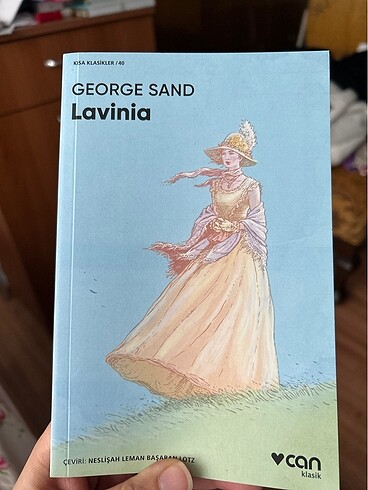 KISA KLASİKLER / 40
GEORGE SAND
Lavinia
can
klasik
ÇEVİRİ: NESLİŞAH LEMAN BAŞARAN LOTZ